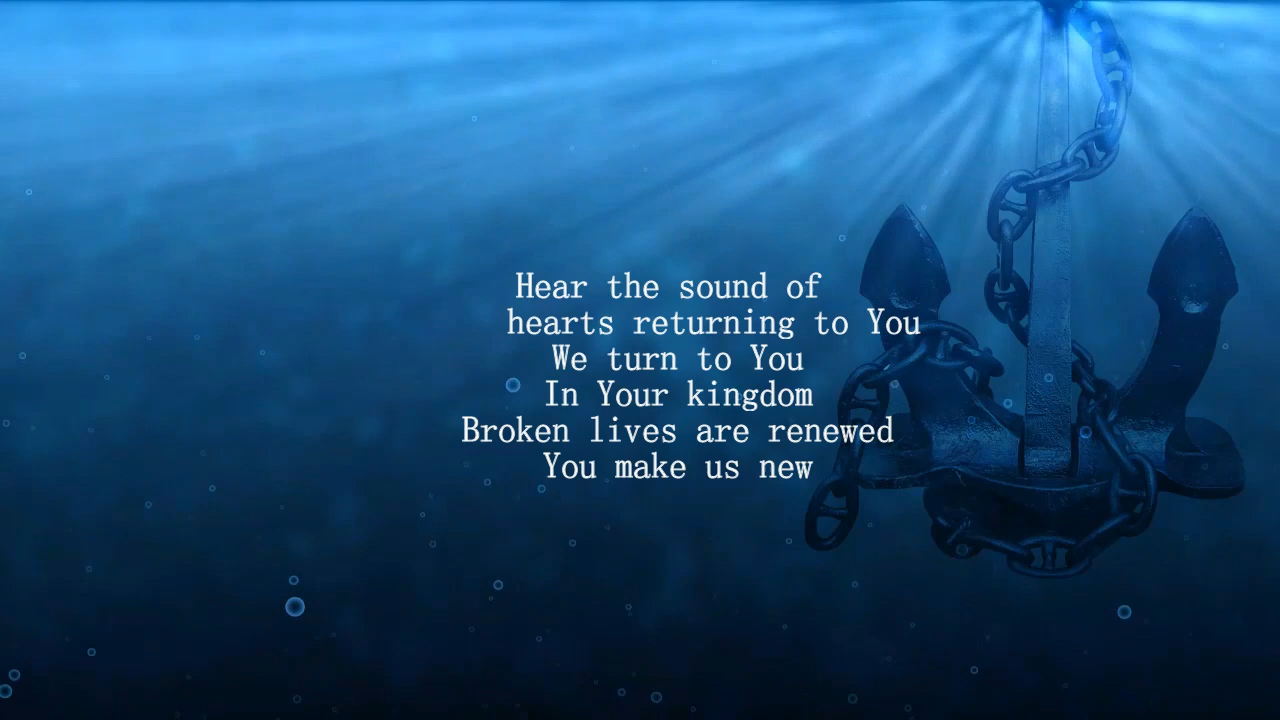 Hear the sound of
hearts returning to You
We turn to You
In Your kingdom
Broken lives are renewed
You make us new